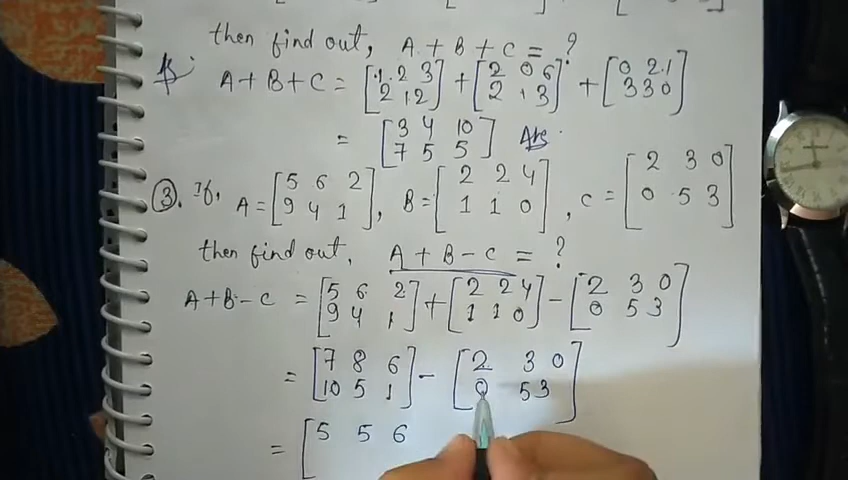 then find out, A + B + C = ?
A + B + C = [1 2 3] + [2 0 6] + [0 2 1]
[2 1 2] [2 1 3] [3 3 0]
= [3 4 10] Ans.
[7 5 5]
③. If, A = [5 6 2], B = [2 2 4], C = [2 3 0]
[9 4 1] [1 1 0] [0 5 3]
then find out, A + B - C = ?
A + B - C = [5 6 2] + [2 2 4] - [2 3 0]
[9 4 1] [1 1 0] [0 5 3]
= [7 8 6] - [2 3 0]
[10 5 1] [0 5 3]
= [5 5 6